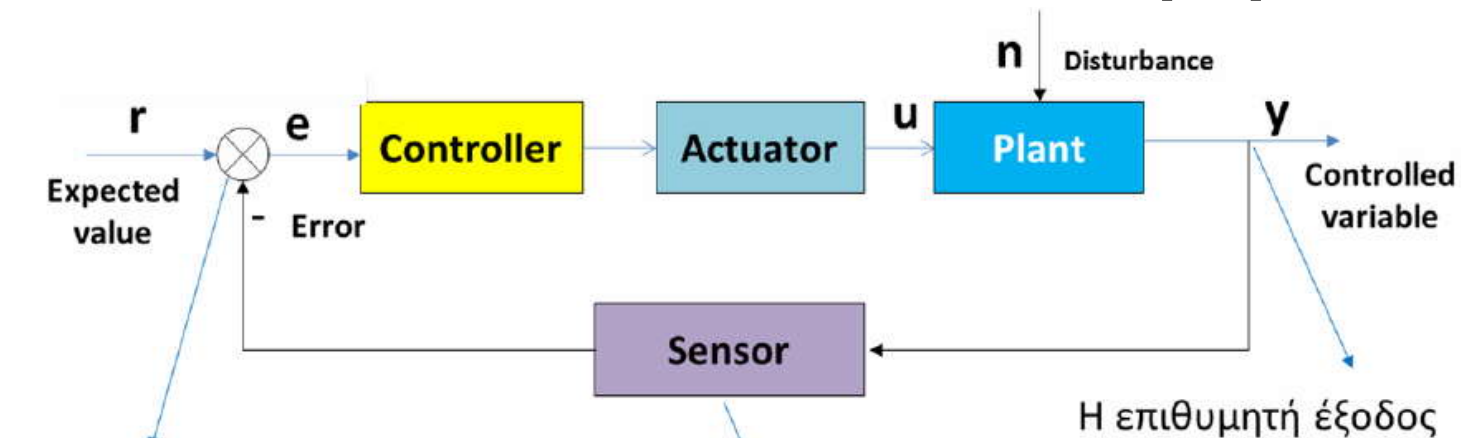 n
Disturbance
r
e
Controller
Actuator
u
Plant
y
Expected
value
-
Error
Controlled
variable
Sensor
Η επιθυμητή έξοδος